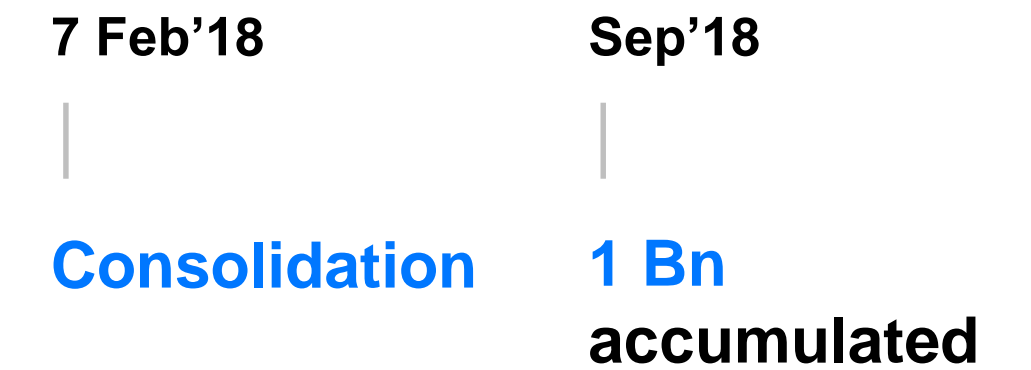 7 Feb’18
Sep’18
Consolidation
1 Bn
accumulated